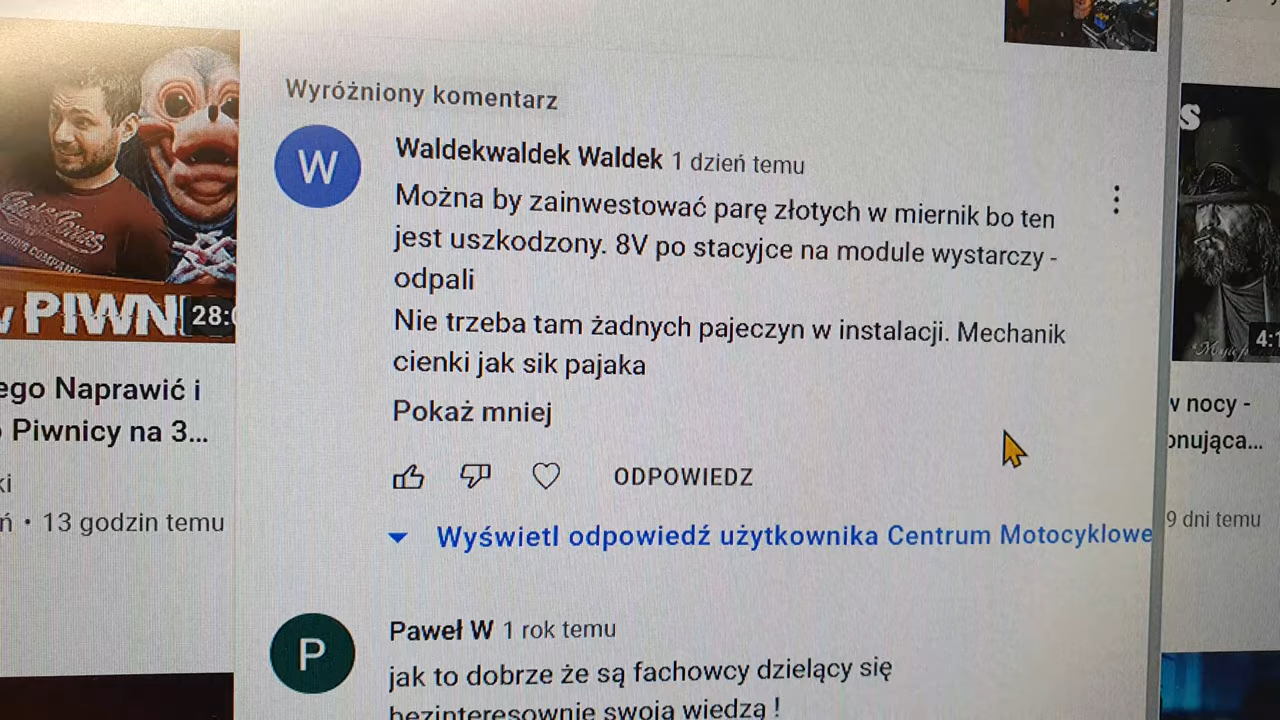 Wyróżniony komentarz
W
Waldekwaldek Waldek 1 dzień temu
Można by zainwestować parę złotych w miernik bo ten
jest uszkodzony. 8V po stacyjce na module wystarczy -
odpali
Nie trzeba tam żadnych pajeczyn w instalacji. Mechanik
cienki jak sik pajaka
Pokaż mniej
ODPOWIEDZ
Wyświetl odpowiedź użytkownika Centrum Motocyklowe
P
Paweł W 1 rok temu
jak to dobrze że są fachowcy dzielący się
bezinteresownie swoją wiedzą !
PIWNI
28:
ego Naprawić i
Piwnicy na 3...
ki
ń • 13 godzin temu
S
4:1
w nocy -
onująca...
9 dni temu